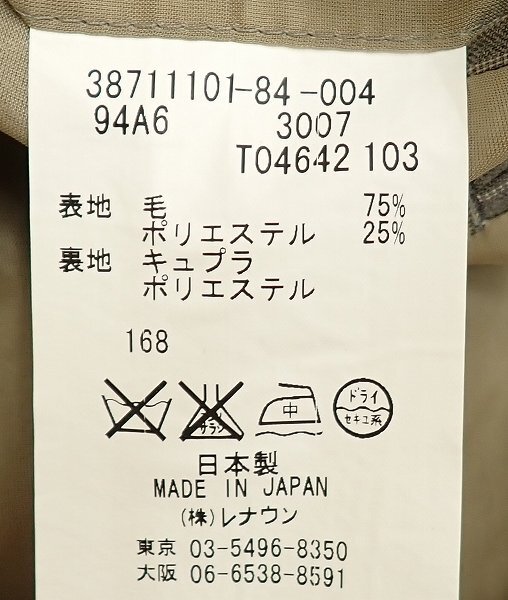 38711101-84-004
94A6 3007
T04642 103
表地 毛 75%
ポリエステル 25%
裏地 キュプラ
ポリエステル
168
サラシ
中
ドライ
セキユ系
日本製
MADE IN JAPAN
(株)レナウン
東京 03-5496-8350
大阪 06-6538-8591